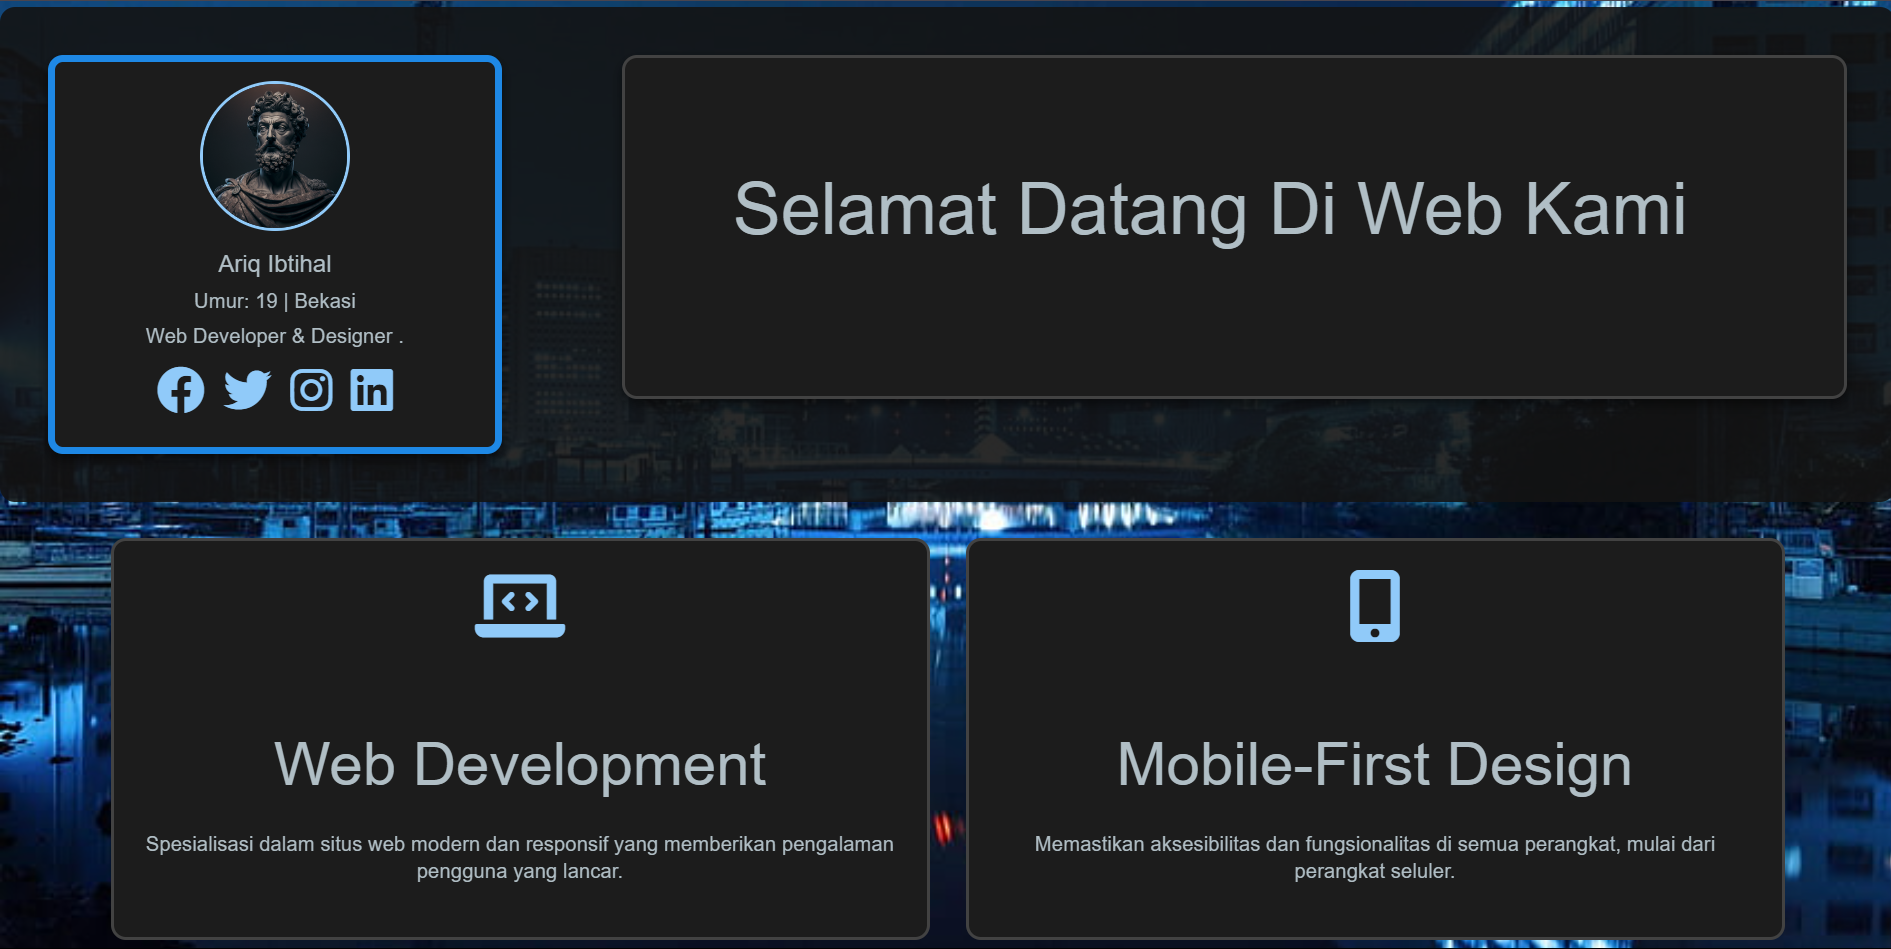 Ariq Ibtihal
Umur: 19 | Bekasi
Web Developer & Designer .
Selamat Datang Di Web Kami
Web Development
Spesialisasi dalam situs web modern dan responsif yang memberikan pengalaman
pengguna yang lancar.
Mobile-First Design
Memastikan aksesibilitas dan fungsionalitas di semua perangkat, mulai dari
perangkat seluler.